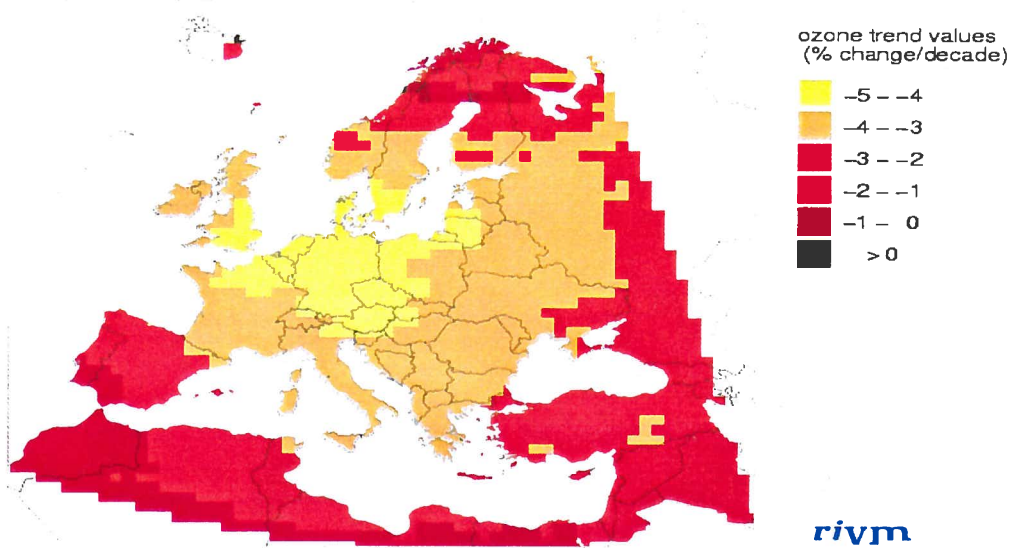 ozone trend values
(% change/decade)
−5 – −4
−4 – −3
−3 – −2
−2 – −1
−1 – 0
>0
rivm